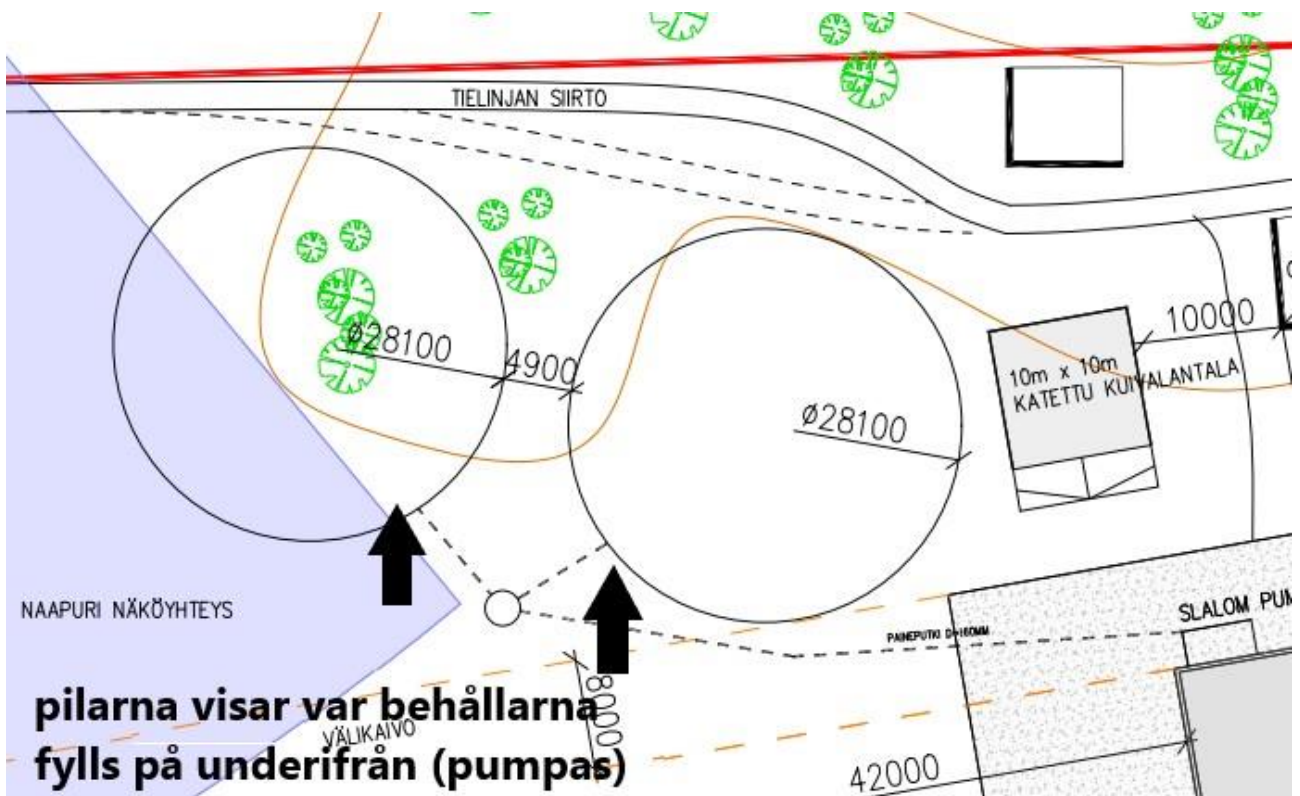 TIELINJAN SIIRTO
ø28100
4900
ø28100
10000
10m x 10m
KATETTU KUIVALANTALA
NAAPURI NÄKÖYHTEYS
SLALOM PUM
PAINEPUTKI D=160MM
8000
VÄLIKAIVO
42000
pilarna visar var behållarna
fylls på underifrån (pumpas)